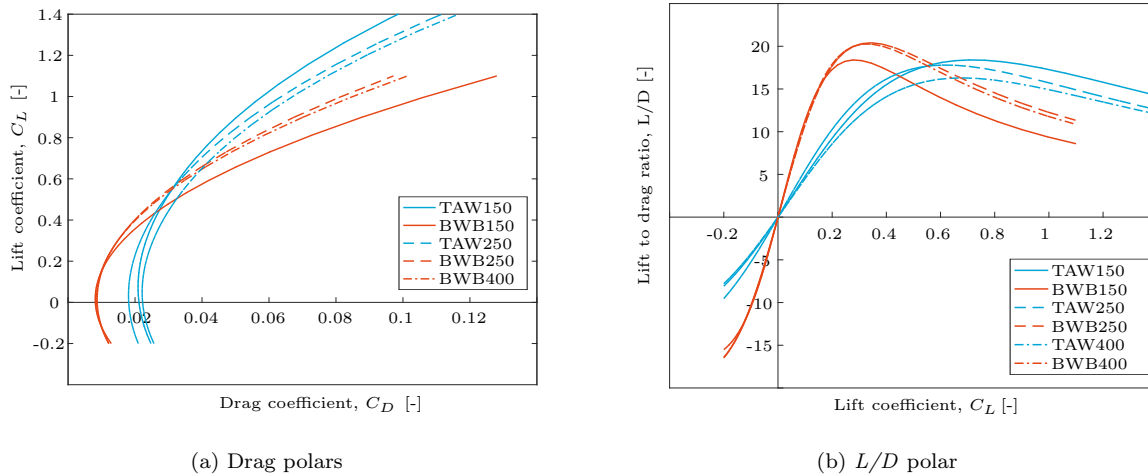 1.4
1.2
1
0.8
0.6
0.4
0.2
0
-0.2
0.02
0.04
0.06
0.08
0.1
0.12
Lift coefficient, C_L [-]
Drag coefficient, C_D [-]
TAW150
BWB150
TAW250
BWB250
BWB400
(a) Drag polars
20
15
10
5
-5
-10
-15
-0.2
0.2
0.4
0.6
0.8
1
1.2
Lift to drag ratio, L/D [-]
Lift coefficient, C_L [-]
TAW150
BWB150
TAW250
BWB250
TAW400
BWB400
(b) L/D polar